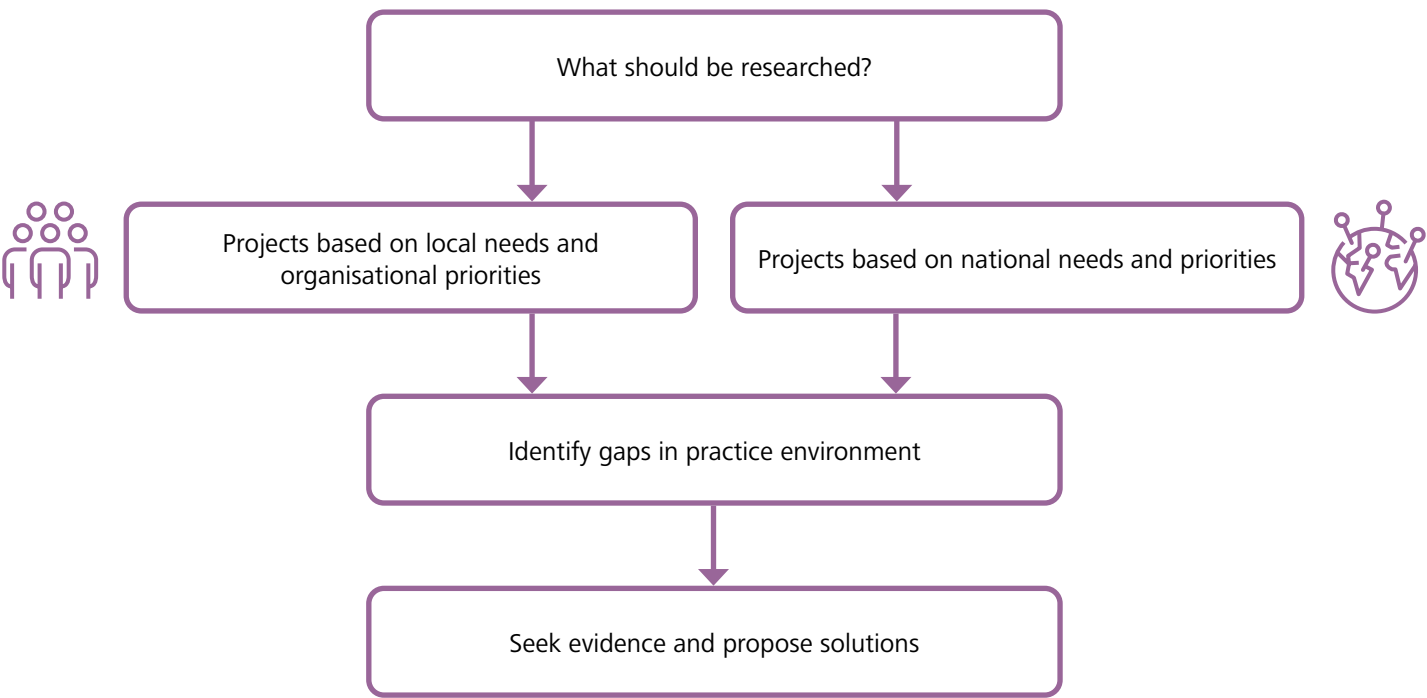 What should be researched?
Projects based on local needs and
organisational priorities
Projects based on national needs and priorities
Identify gaps in practice environment
Seek evidence and propose solutions